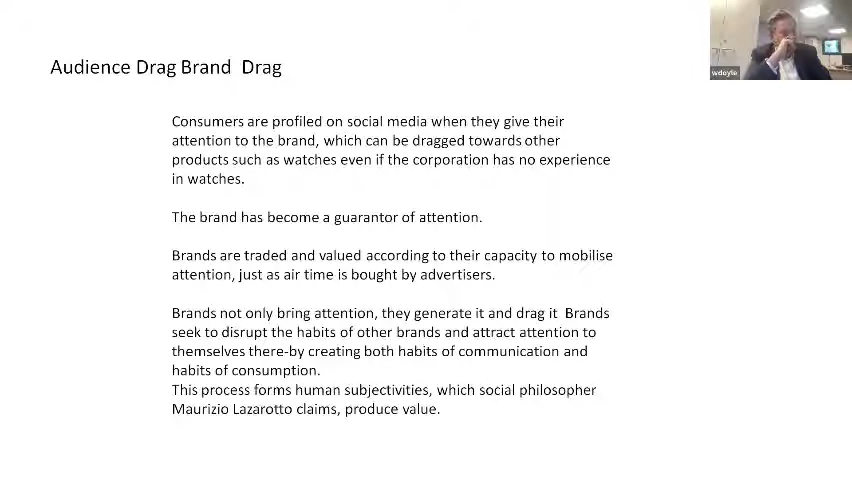 Audience Drag Brand  Drag
wdoyle
Consumers are profiled on social media when they give their
attention to the brand, which can be dragged towards other
products such as watches even if the corporation has no experience
in watches.
The brand has become a guarantor of attention.
Brands are traded and valued according to their capacity to mobilise
attention, just as air time is bought by advertisers.
Brands not only bring attention, they generate it and drag it  Brands
seek to disrupt the habits of other brands and attract attention to
themselves there-by creating both habits of communication and
habits of consumption.
This process forms human subjectivities, which social philosopher
Maurizio Lazarotto claims, produce value.